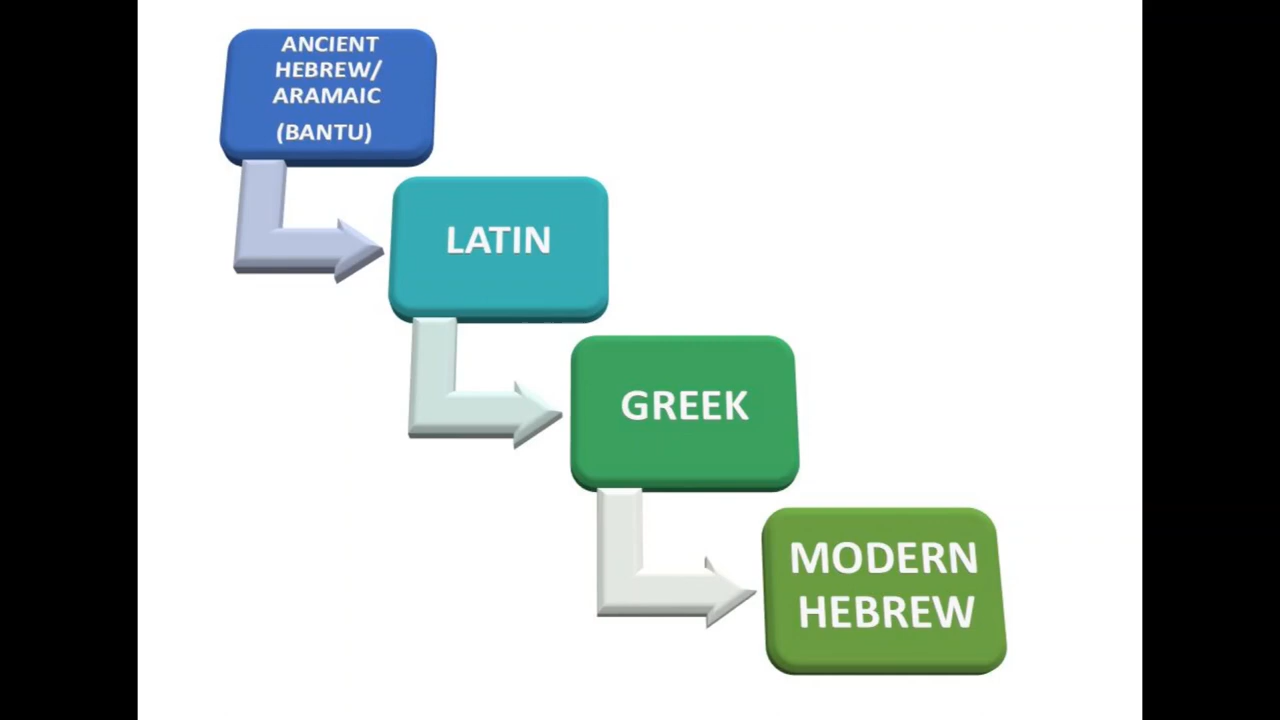 ANCIENT
HEBREW/
ARAMAIC
(BANTU)
LATIN
GREEK
MODERN
HEBREW